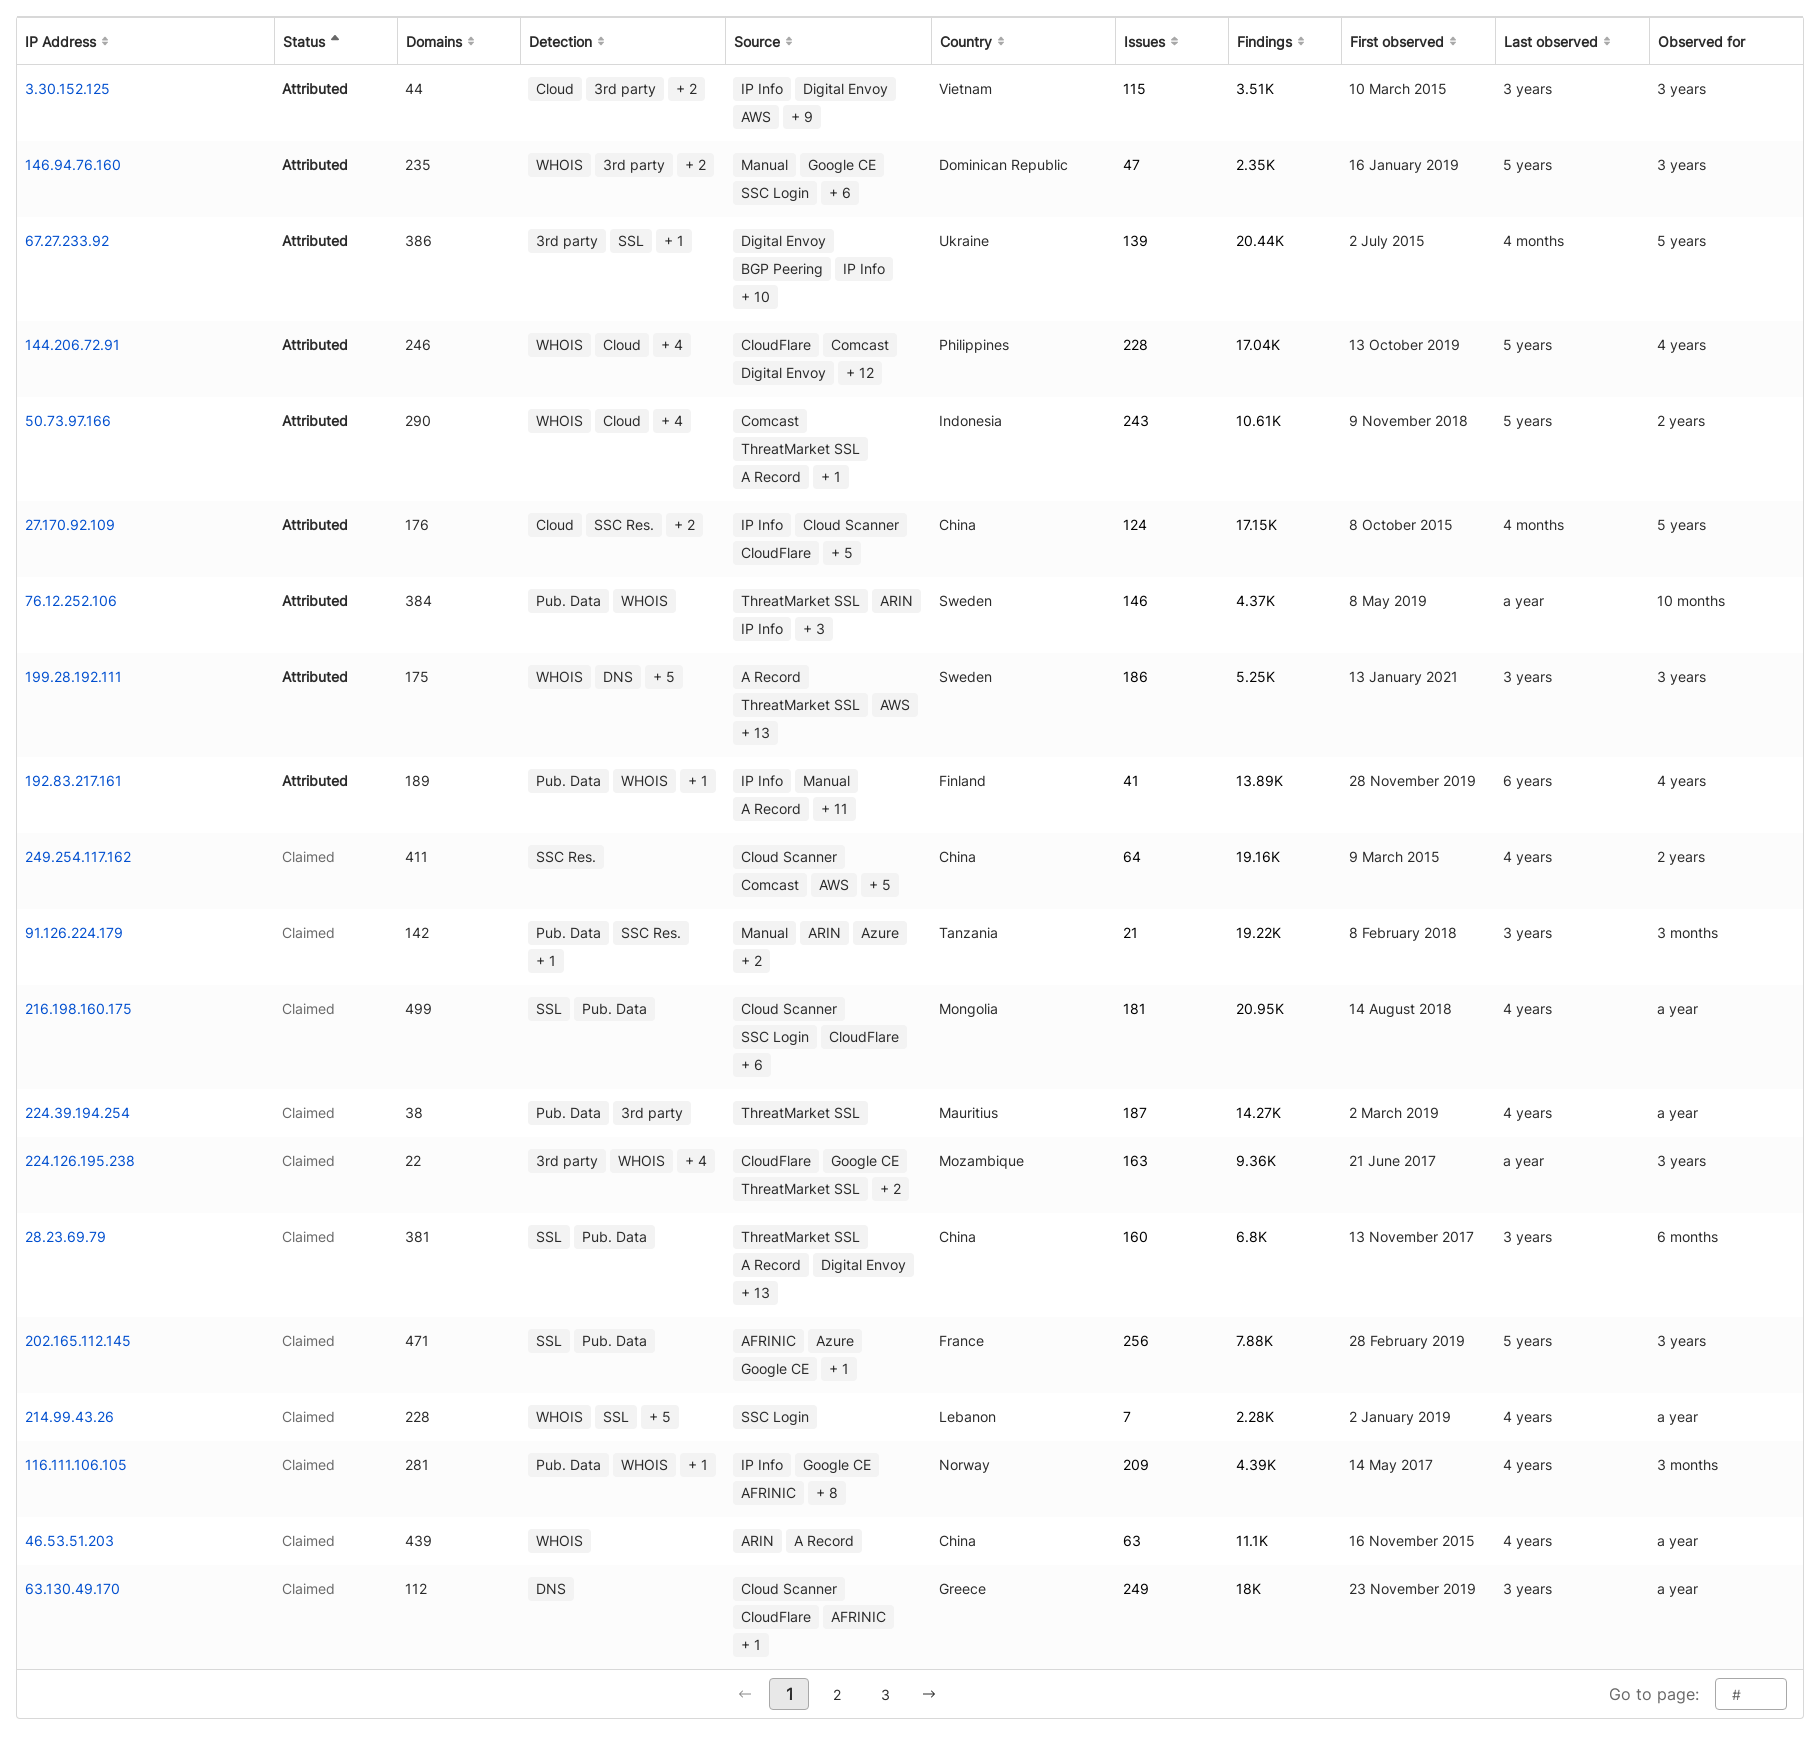 IP Address Status Domains Detection Source Country Issues Findings First observed Last observed Observed for
3.30.152.125 Attributed 44 Cloud 3rd party + 2 IP Info Digital Envoy Vietnam 115 3.51K 10 March 2015 3 years 3 years
AWS + 9
146.94.76.160 Attributed 235 WHOIS 3rd party + 2 Manual Google CE Dominican Republic 47 2.35K 16 January 2019 5 years 3 years
SSC Login + 6
67.27.233.92 Attributed 386 3rd party SSL + 1 Digital Envoy Ukraine 139 20.44K 2 July 2015 4 months 5 years
BGP Peering IP Info
+ 10
144.206.72.91 Attributed 246 WHOIS Cloud + 4 CloudFlare Comcast Philippines 228 17.04K 13 October 2019 5 years 4 years
Digital Envoy + 12
50.73.97.166 Attributed 290 WHOIS Cloud + 4 Comcast Indonesia 243 10.61K 9 November 2018 5 years 2 years
ThreatMarket SSL
A Record + 1
27.170.92.109 Attributed 176 Cloud SSC Res. + 2 IP Info Cloud Scanner China 124 17.15K 8 October 2015 4 months 5 years
CloudFlare + 5
76.12.252.106 Attributed 384 Pub. Data WHOIS ThreatMarket SSL ARIN Sweden 146 4.37K 8 May 2019 a year 10 months
IP Info + 3
199.28.192.111 Attributed 175 WHOIS DNS + 5 A Record Sweden 186 5.25K 13 January 2021 3 years 3 years
ThreatMarket SSL AWS
+ 13
192.83.217.161 Attributed 189 Pub. Data WHOIS + 1 IP Info Manual Finland 41 13.89K 28 November 2019 6 years 4 years
A Record + 11
249.254.117.162 Claimed 411 SSC Res. Cloud Scanner China 64 19.16K 9 March 2015 4 years 2 years
Comcast AWS + 5
91.126.224.179 Claimed 142 Pub. Data SSC Res. Manual ARIN Azure Tanzania 21 19.22K 8 February 2018 3 years 3 months
+ 1 + 2
216.198.160.175 Claimed 499 SSL Pub. Data Cloud Scanner Mongolia 181 20.95K 14 August 2018 4 years a year
SSC Login CloudFlare
+ 6
224.39.194.254 Claimed 38 Pub. Data 3rd party ThreatMarket SSL Mauritius 187 14.27K 2 March 2019 4 years a year
224.126.195.238 Claimed 22 3rd party WHOIS + 4 CloudFlare Google CE Mozambique 163 9.36K 21 June 2017 a year 3 years
ThreatMarket SSL + 2
28.23.69.79 Claimed 381 SSL Pub. Data ThreatMarket SSL China 160 6.8K 13 November 2017 3 years 6 months
A Record Digital Envoy
+ 13
202.165.112.145 Claimed 471 SSL Pub. Data AFRINIC Azure France 256 7.88K 28 February 2019 5 years 3 years
Google CE + 1
214.99.43.26 Claimed 228 WHOIS SSL + 5 SSC Login Lebanon 7 2.28K 2 January 2019 4 years a year
116.111.106.105 Claimed 281 Pub. Data WHOIS + 1 IP Info Google CE Norway 209 4.39K 14 May 2017 4 years 3 months
AFRINIC + 8
46.53.51.203 Claimed 439 WHOIS ARIN A Record China 63 11.1K 16 November 2015 4 years a year
63.130.49.170 Claimed 112 DNS Cloud Scanner Greece 249 18K 23 November 2019 3 years a year
CloudFlare AFRINIC
+ 1
← 1 2 3 → Go to page: #